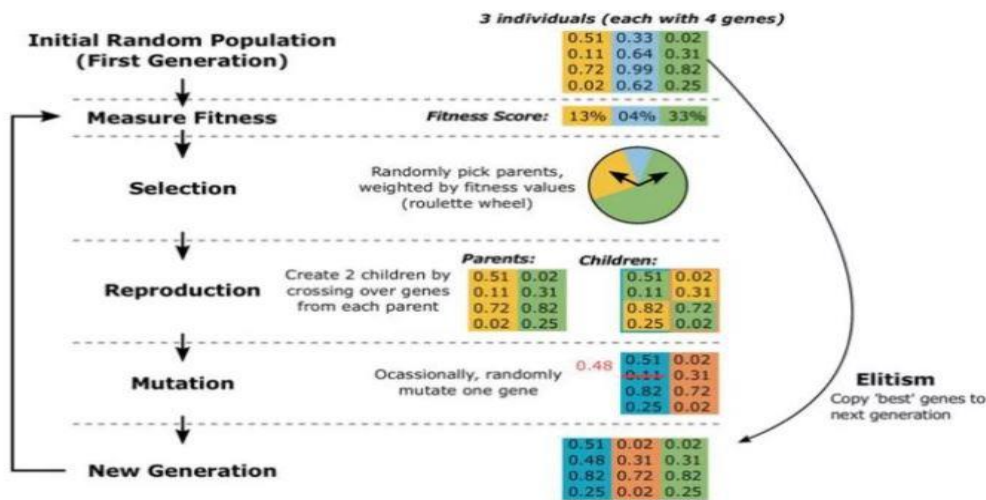 3 individuals (each with 4 genes)
Initial Random Population
(First Generation)
0.51 0.33 0.02
0.11 0.64 0.31
0.72 0.99 0.82
0.02 0.62 0.25
Measure Fitness
Fitness Score: 13% 04% 33%
Selection
Randomly pick parents,
weighted by fitness values
(roulette wheel)
Reproduction
Create 2 children by
crossing over genes
from each parent
Parents:
0.51 0.02
0.11 0.31
0.72 0.82
0.02 0.25
Children:
0.51 0.02
0.11 0.31
0.82 0.72
0.25 0.02
Mutation
Ocassionally, randomly
mutate one gene
0.48
0.51 0.02
0.11 0.31
0.82 0.72
0.25 0.02
Elitism
Copy 'best' genes to
next generation
New Generation
0.51 0.02 0.02
0.48 0.31 0.31
0.82 0.72 0.82
0.25 0.02 0.25